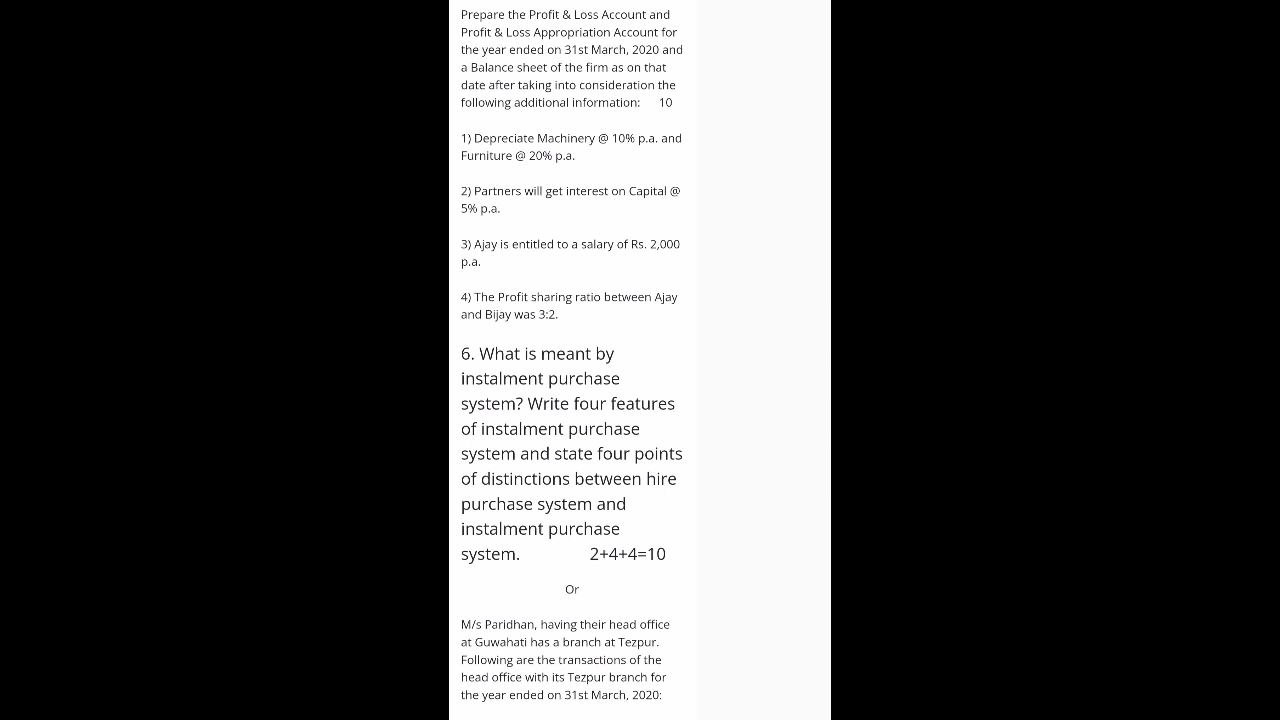 Prepare the Profit & Loss Account and
Profit & Loss Appropriation Account for
the year ended on 31st March, 2020 and
a Balance sheet of the firm as on that
date after taking into consideration the
following additional information: 10
1) Depreciate Machinery @ 10% p.a. and
Furniture @ 20% p.a.
2) Partners will get interest on Capital @
5% p.a.
3) Ajay is entitled to a salary of Rs. 2,000
p.a.
4) The Profit sharing ratio between Ajay
and Bijay was 3:2.
6. What is meant by
instalment purchase
system? Write four features
of instalment purchase
system and state four points
of distinctions between hire
purchase system and
instalment purchase
system. 2+4+4=10
Or
M/s Paridhan, having their head office
at Guwahati has a branch at Tezpur.
Following are the transactions of the
head office with its Tezpur branch for
the year ended on 31st March, 2020: